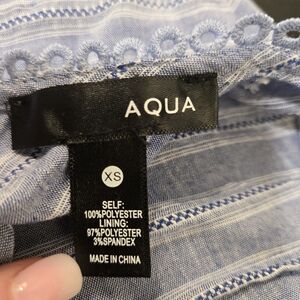 AQUA
XS
SELF:
100%POLYESTER
LINING:
97%POLYESTER
3%SPANDEX
MADE IN CHINA